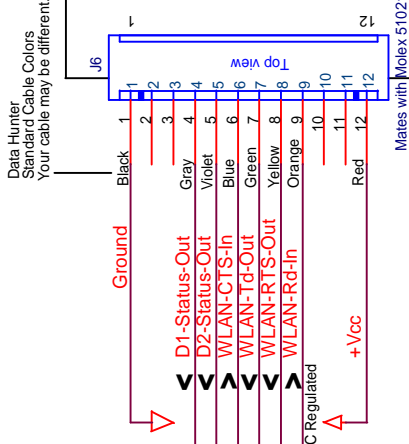 Data Hunter
Standard Cable Colors
Your cable may be different.
J6
1
12
Top view
1 2 3 4 5 6 7 8 9 10 11 12
1 2 3 4 5 6 7 8 9 10 11 12
Black
Gray
Violet
Blue
Green
Yellow
Orange
Red
Ground
D1-Status-Out
D2-Status-Out
WLAN-CTS-In
WLAN-Td-Out
WLAN-RTS-Out
WLAN-Rd-In
+Vcc
C Regulated
Mates with Molex 5102